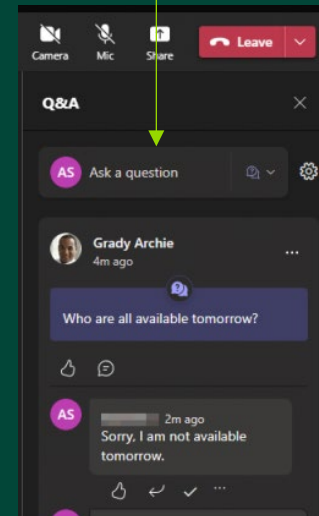 Camera Mic Share Leave
Q&A
AS Ask a question
Grady Archie
4m ago
Who are all available tomorrow?
AS 2m ago
Sorry, I am not available
tomorrow.